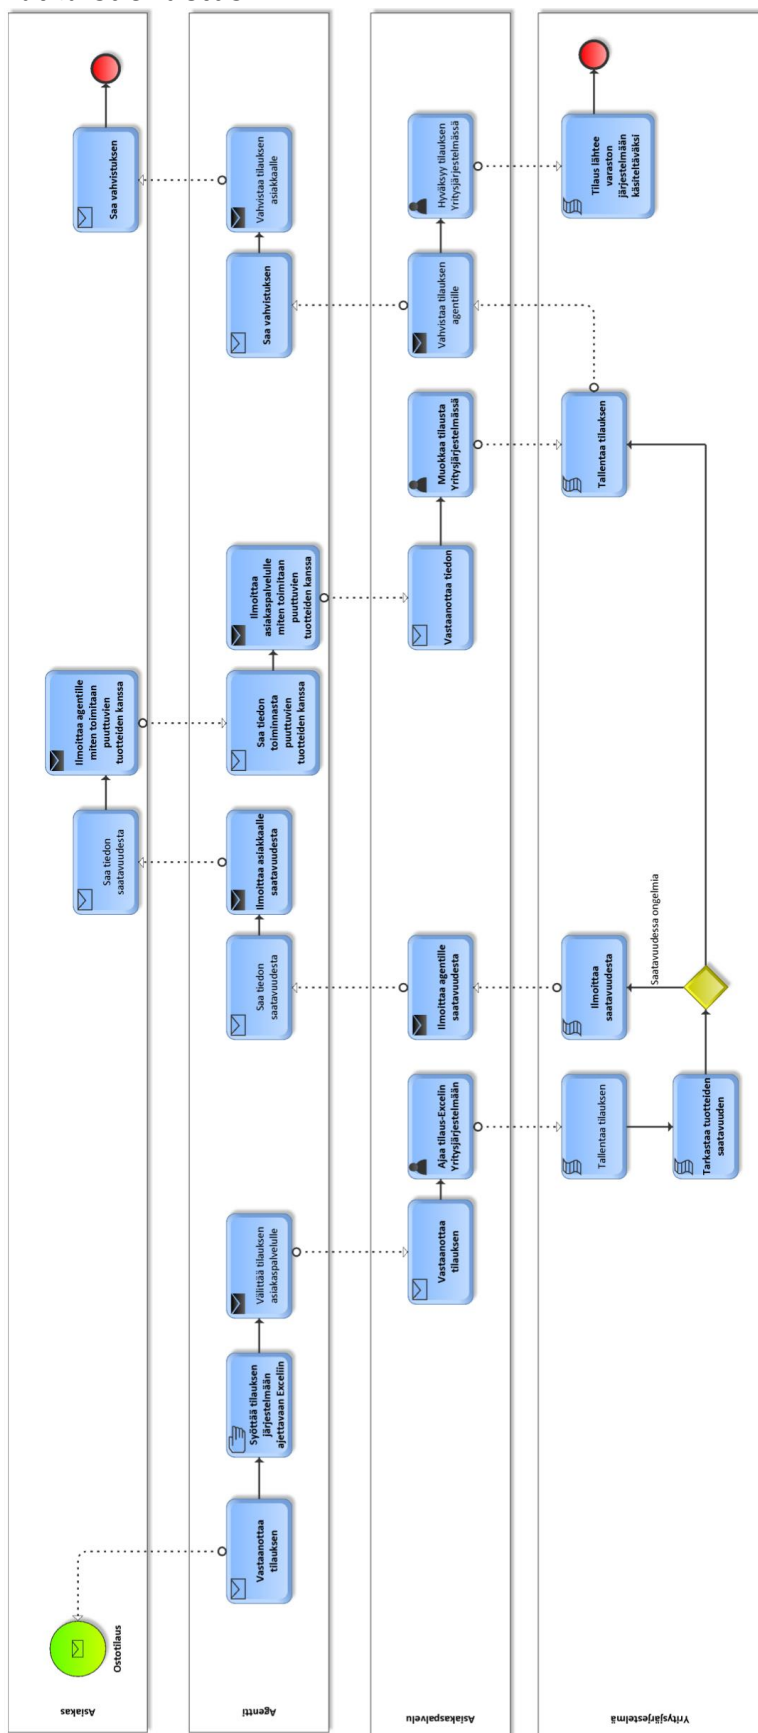 Asiakas
Ostotilaus
Saa tiedon
saatavuudesta
Ilmoittaa agentille
miten toimitaan
puuttuvien
tuotteiden kanssa
Saa vahvistuksen
Agentti
Vastaanottaa
tilauksen
Syöttää tilauksen
järjestelmään
ajettavaan Exceliin
Välittää tilauksen
asiakaspalvelulle
Saa tiedon
saatavuudesta
Ilmoittaa asiakkaalle
saatavuudesta
Saa tiedon
toiminnasta
puuttuvien
tuotteiden kanssa
Ilmoittaa
asiakaspalvelulle
miten toimitaan
puuttuvien
tuotteiden kanssa
Saa vahvistuksen
Vahvistaa tilauksen
asiakkaalle
Asiakaspalvelu
Vastaanottaa
tilauksen
Ajaa tilaus-Excelin
Yritysjärjestelmään
Ilmoittaa agentille
saatavuudesta
Vastaanottaa tiedon
Muokkaa tilausta
Yritysjärjestelmässä
Vahvistaa tilauksen
agentille
Hyväksyy tilauksen
Yritysjärjestelmässä
Yritysjärjestelmä
Tallentaa tilauksen
Tarkastaa tuotteiden
saatavuuden
Ilmoittaa
saatavuudesta
Saatavuudessa ongelmia
Tallentaa tilauksen
Tilaus lähtee
varaston
järjestelmään
käsiteltäväksi